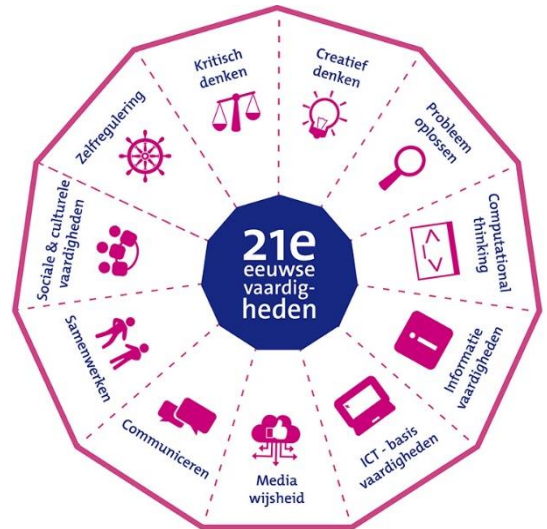 21e
eeuwse
vaardig-
heden
Kritisch
denken
Creatief
denken
Probleem
oplossen
Computational
thinking
Informatie
vaardigheden
ICT - basis
vaardigheden
Media
wijsheid
Communiceren
Samenwerken
Sociale & culturele
vaardigheden
Zelfregulering